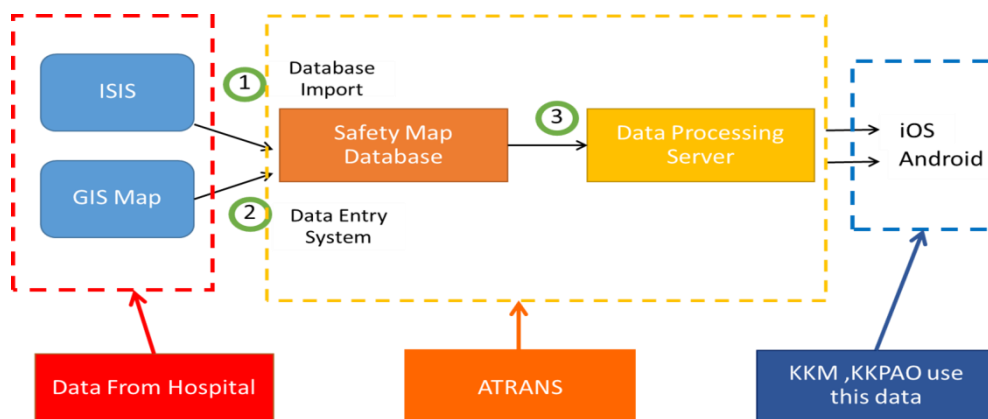 ISIS
GIS Map
1
Database
Import
2
Data Entry
System
Safety Map
Database
3
Data Processing
Server
iOS
Android
Data From Hospital
ATRANS
KKM ,KKPAO use
this data